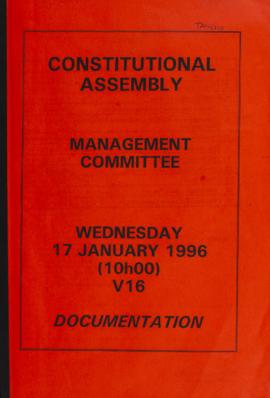 CONSTITUTIONAL
ASSEMBLY
MANAGEMENT
COMMITTEE
WEDNESDAY
17 JANUARY 1996
(10h00)
V16
DOCUMENTATION